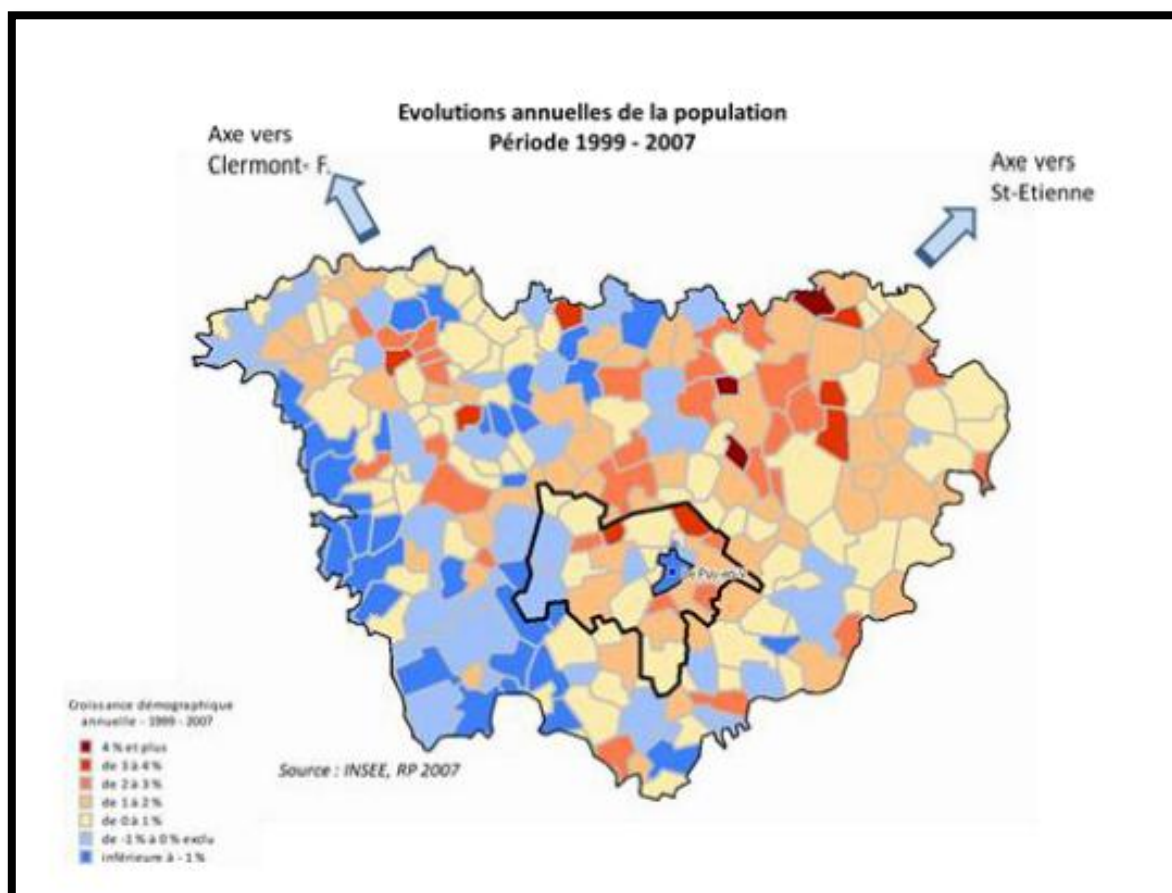 Evolutions annuelles de la population
Période 1999 - 2007
Axe vers
Clermont- F.
Axe vers
St-Etienne
Croissance démographique
annuelle - 1999 - 2007
4 % et plus
de 3 à 4 %
de 2 à 3 %
de 1 à 2 %
de 0 à 1 %
de -1 % à 0 % exclu
inférieure à - 1 %
Source : INSEE, RP 2007